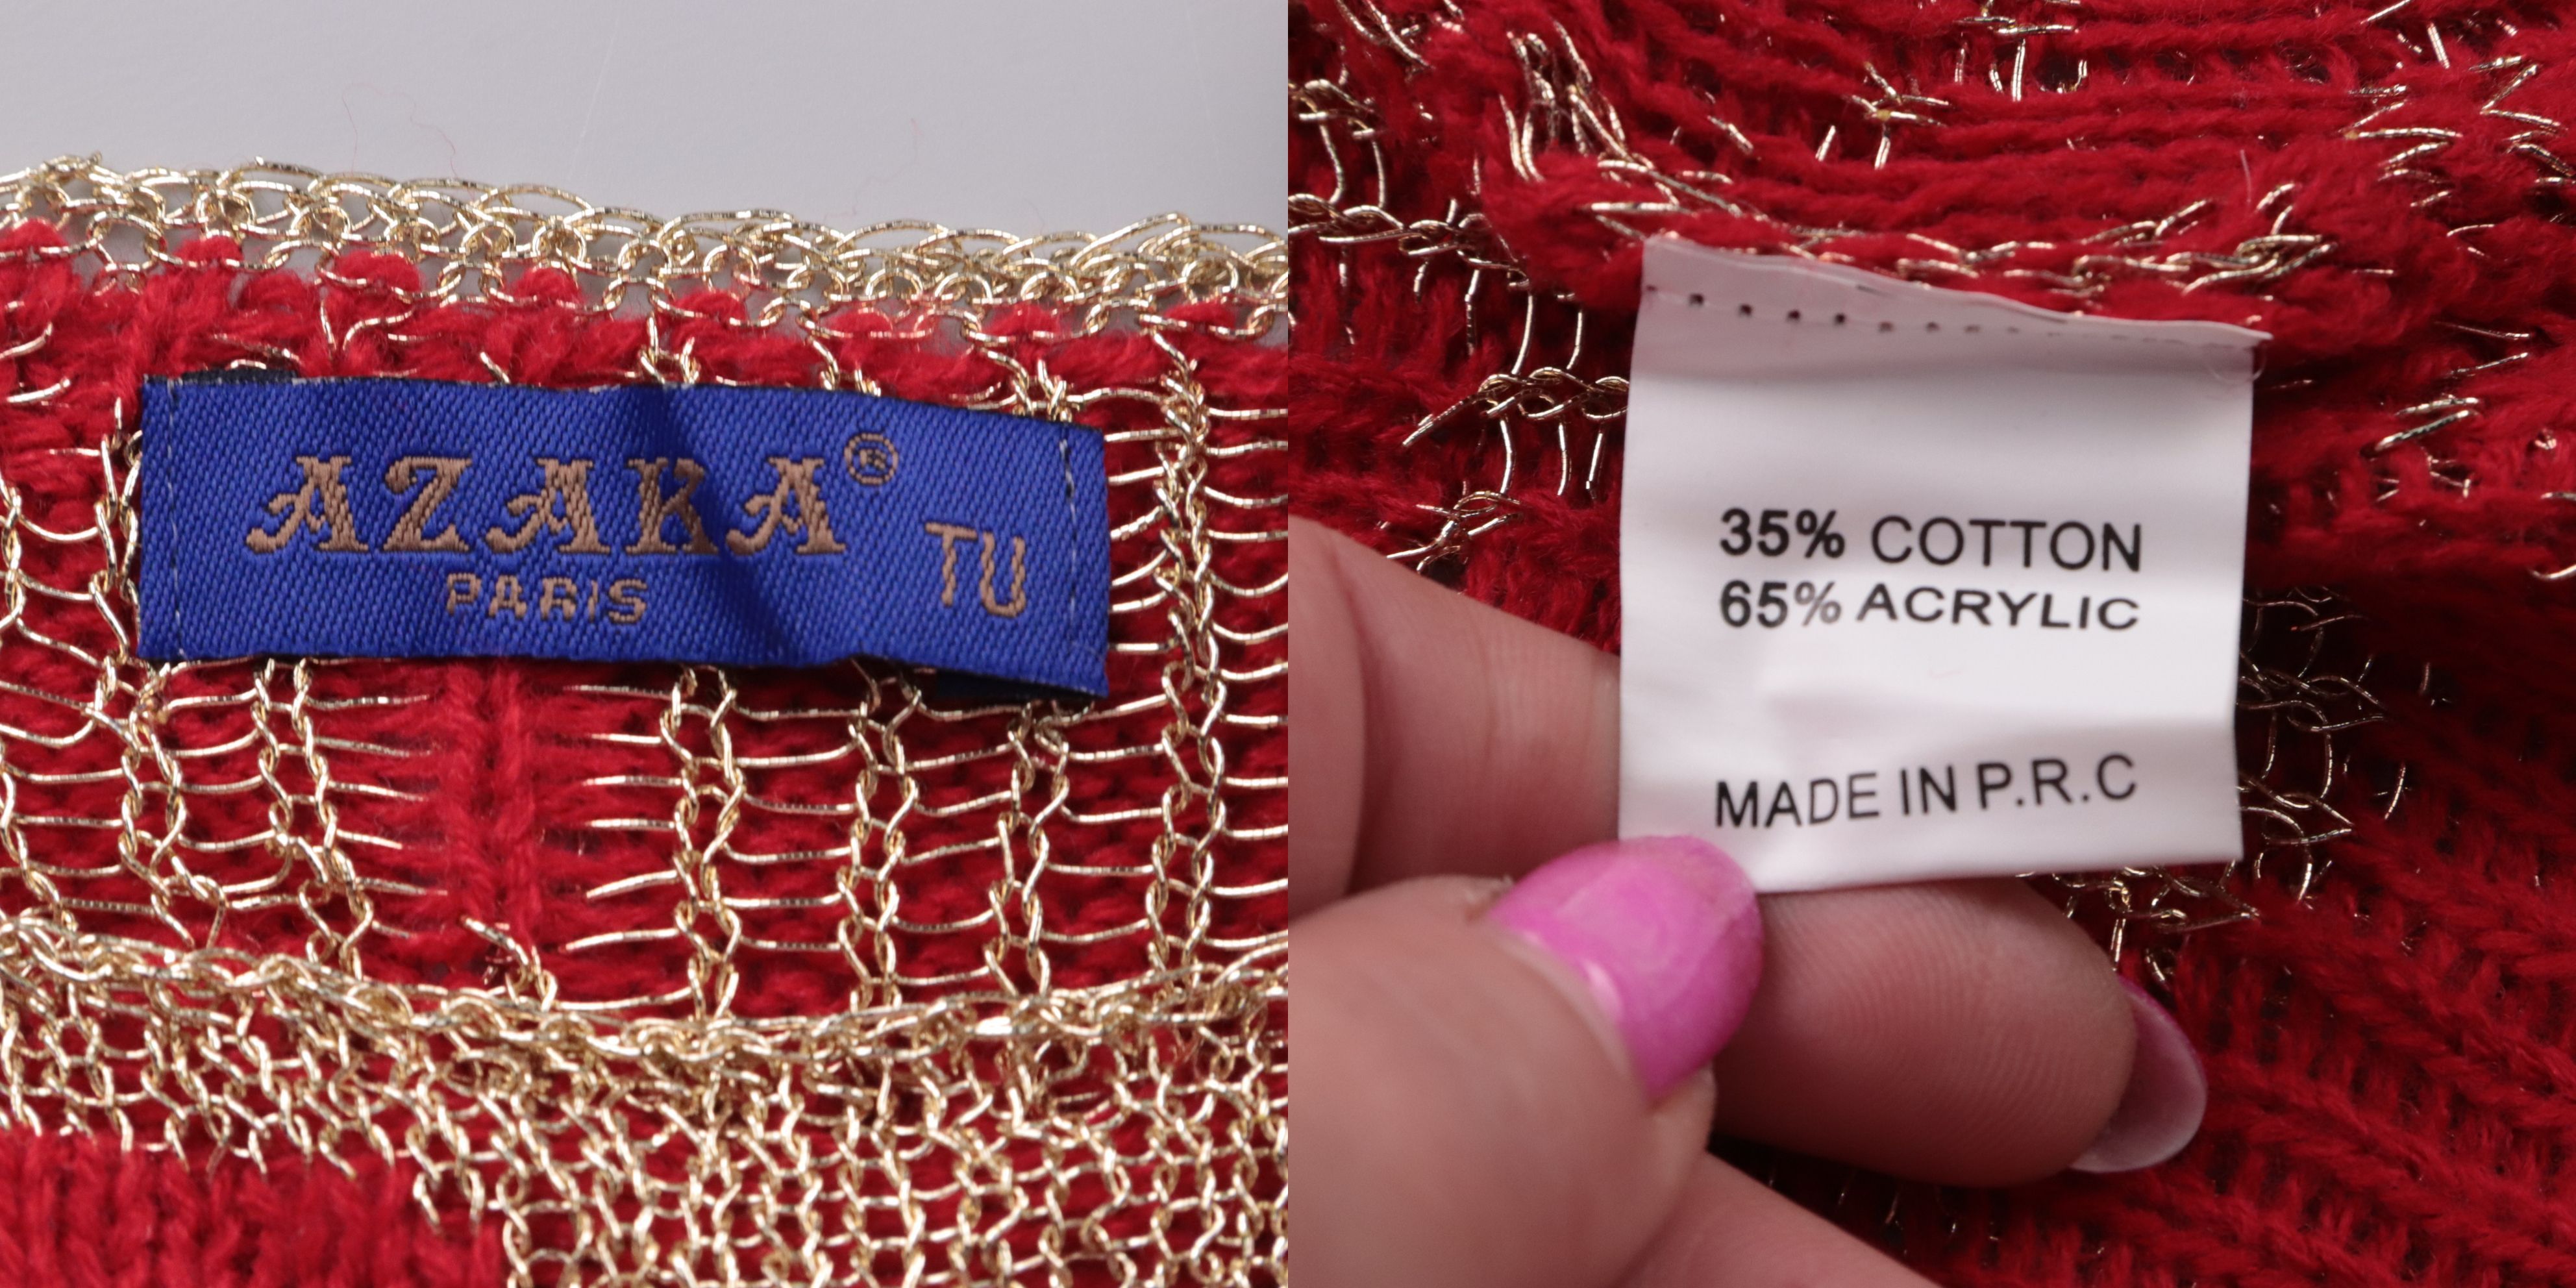 AZAKA®
PARIS
TU
35% COTTON
65% ACRYLIC
MADE IN P.R.C